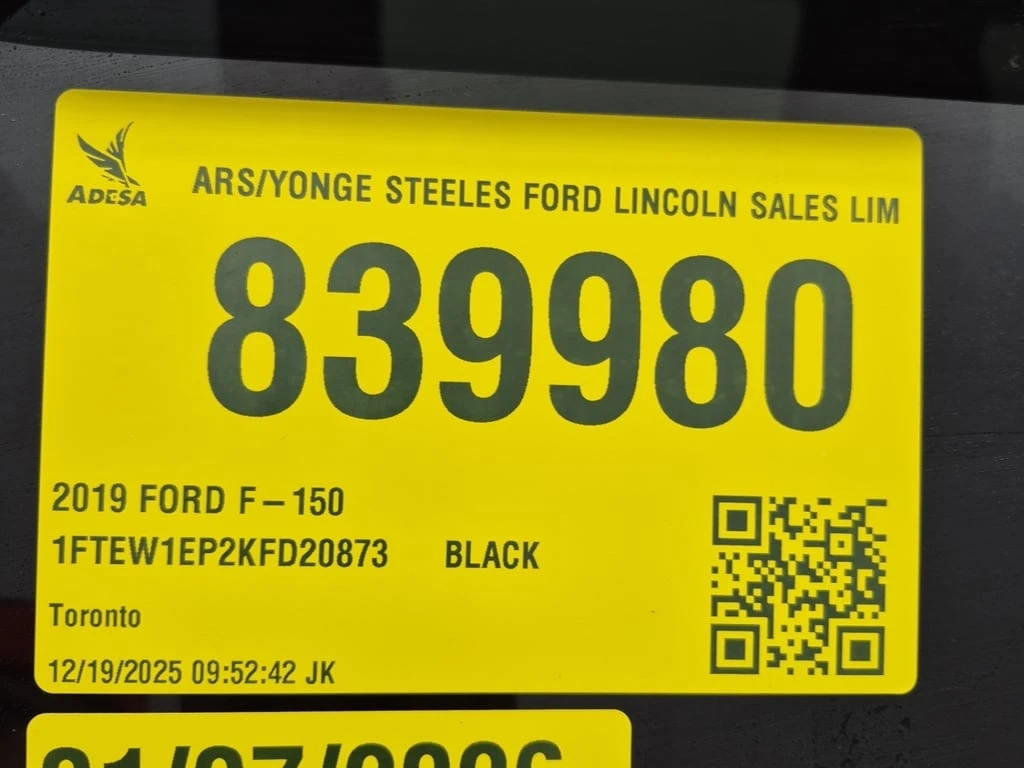 ADESA
ARS/YONGE STEELES FORD LINCOLN SALES LIM
839980
2019 FORD F-150
1FTEW1EP2KFD20873 BLACK
Toronto
12/19/2025 09:52:42 JK